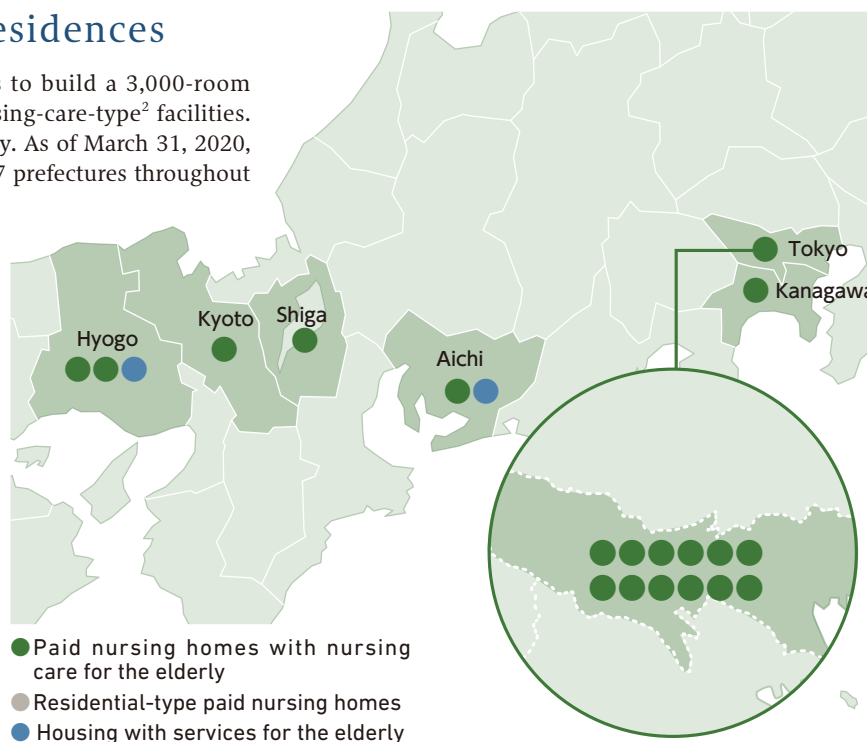 esidences
s to build a 3,000-room
sing-care-type² facilities.
y. As of March 31, 2020,
7 prefectures throughout
Tokyo
Kanagawa
Kyoto
Shiga
Hyogo
Aichi
Paid nursing homes with nursing
care for the elderly
Residential-type paid nursing homes
Housing with services for the elderly